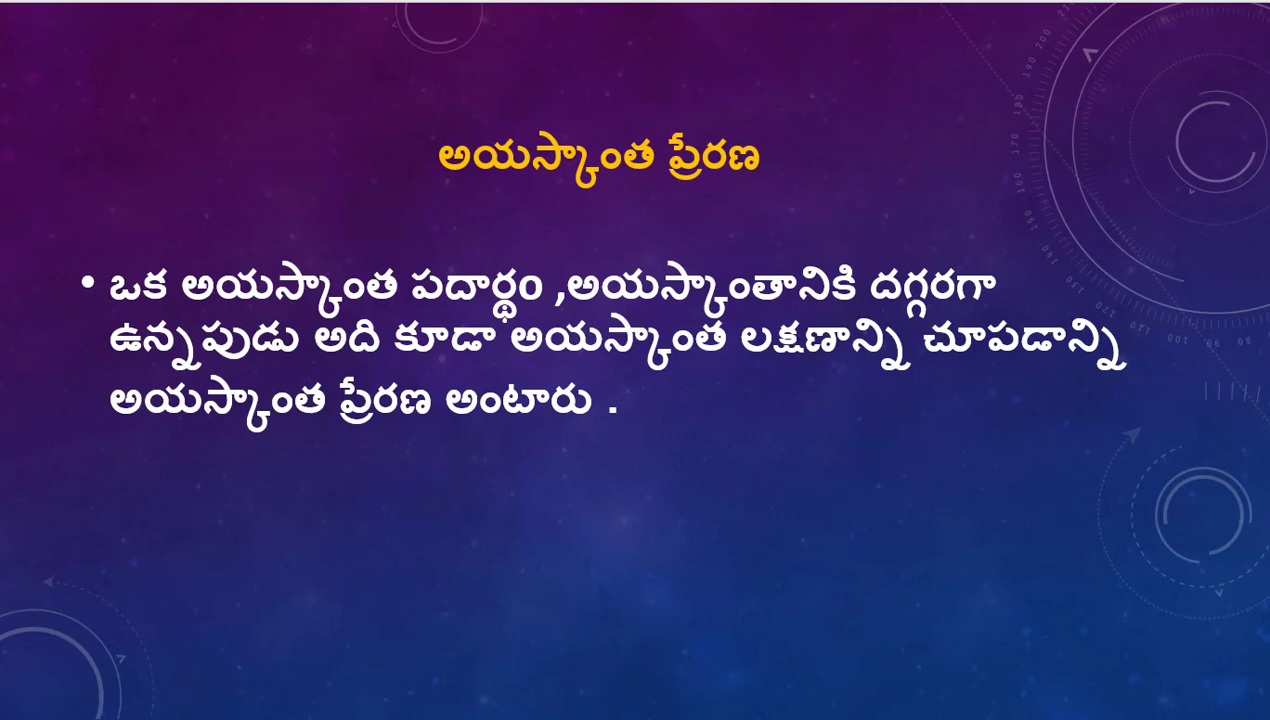 అయస్కాంత ప్రేరణ
• ఒక అయస్కాంత పదార్థం ,అయస్కాంతానికి దగ్గరగా
ఉన్నపుడు అది కూడా అయస్కాంత లక్షణాన్ని చూపడాన్ని
అయస్కాంత ప్రేరణ అంటారు .